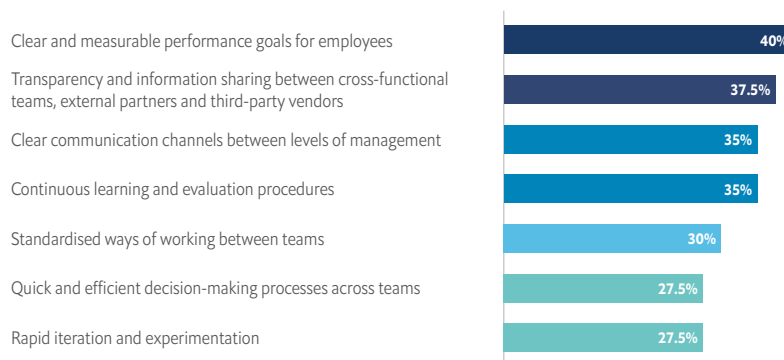 Clear and measurable performance goals for employees
40%
Transparency and information sharing between cross-functional
teams, external partners and third-party vendors
37.5%
Clear communication channels between levels of management
35%
Continuous learning and evaluation procedures
35%
Standardised ways of working between teams
30%
Quick and efficient decision-making processes across teams
27.5%
Rapid iteration and experimentation
27.5%